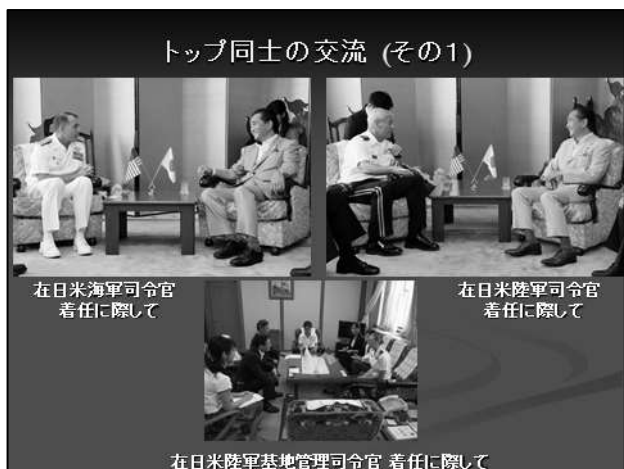 トップ同士の交流 (その1)
在日米海軍司令官
着任に際して
在日米陸軍司令官
着任に際して
在日米陸軍基地管理司令官 着任に際して